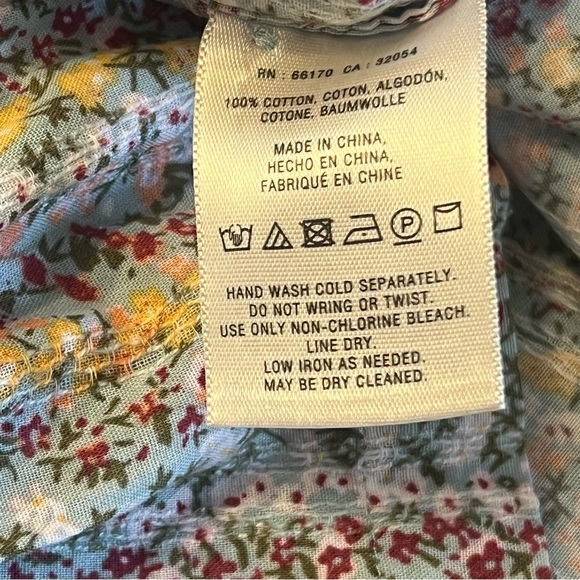 RN : 66170 CA : 32054
100% COTTON, COTON, ALGODÓN,
COTONE, BAUMWOLLE
MADE IN CHINA,
HECHO EN CHINA,
FABRIQUÉ EN CHINE
P
HAND WASH COLD SEPARATELY.
DO NOT WRING OR TWIST.
USE ONLY NON-CHLORINE BLEACH.
LINE DRY.
LOW IRON AS NEEDED.
MAY BE DRY CLEANED.